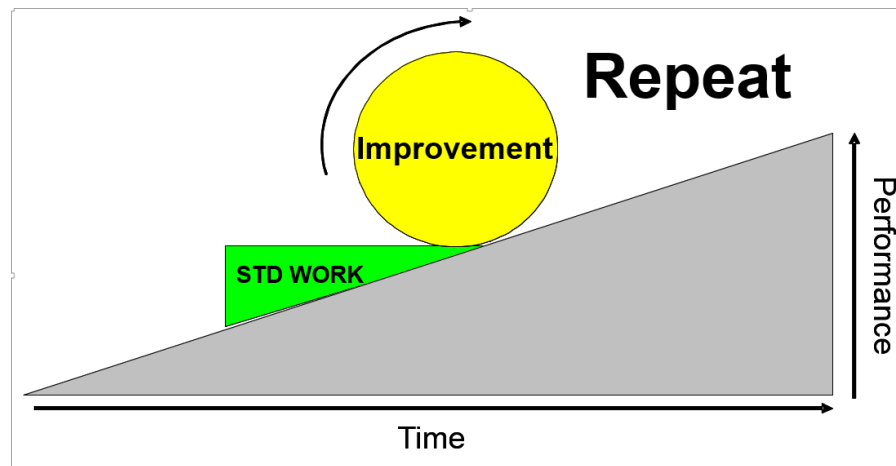 Repeat
Improvement
STD WORK
Performance
Time